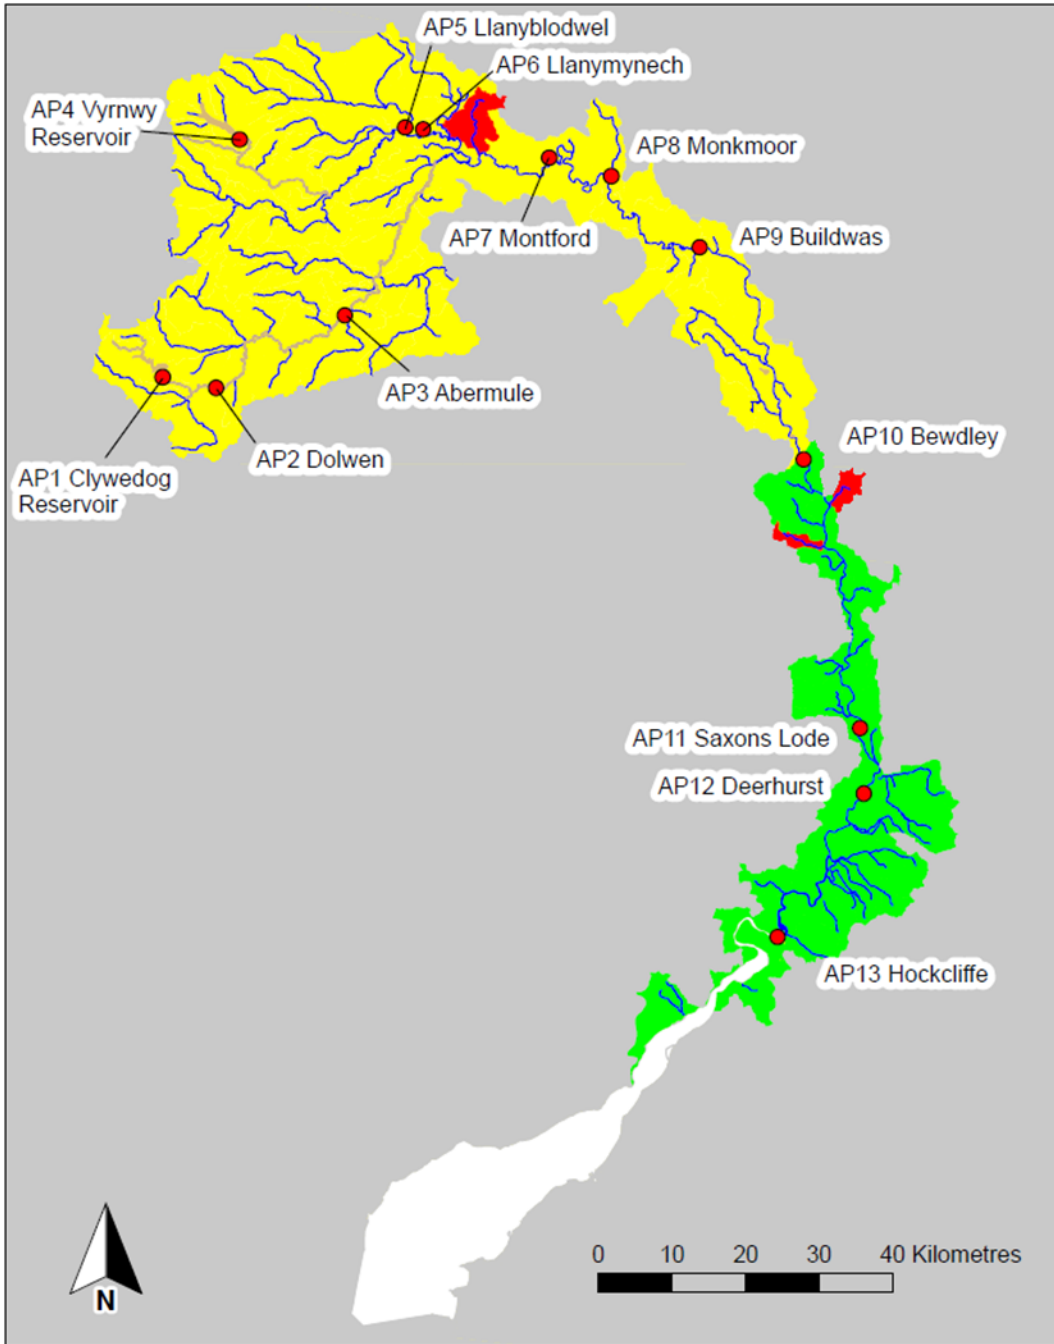 AP5 Llanyblodwel
AP6 Llanymynech
AP4 Vyrnwy
Reservoir
AP8 Monkmoor
AP7 Montford
AP9 Buildwas
AP3 Abermule
AP10 Bewdley
AP2 Dolwen
AP1 Clywedog
Reservoir
AP11 Saxons Lode
AP12 Deerhurst
AP13 Hockcliffe
0 10 20 30 40 Kilometres
N